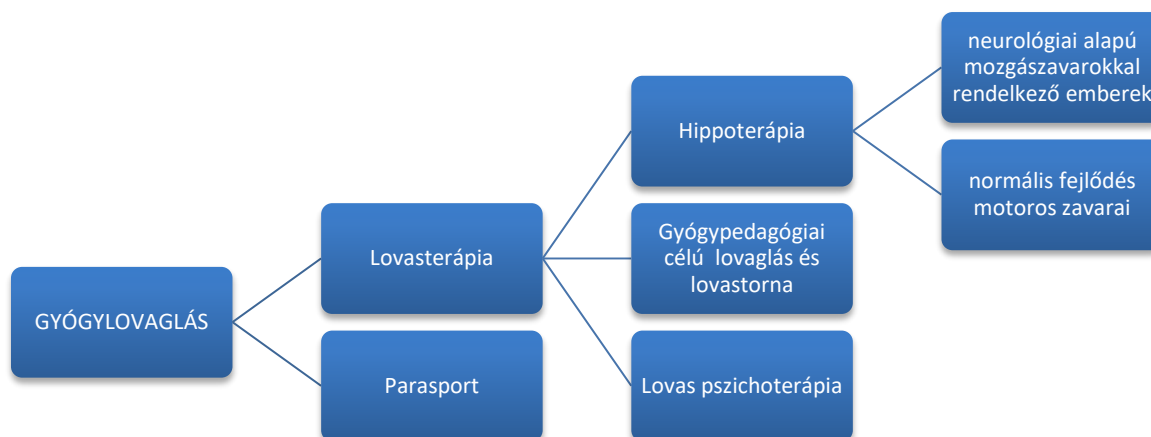 GYÓGYLOVAGLÁS
Lovasterápia
Parasport
Hippoterápia
Gyógypedagógiai
célú lovaglás és
lovastorna
Lovas pszichoterápia
neurológiai alapú
mozgászavarokkal
rendelkező emberek
normális fejlődés
motoros zavarai